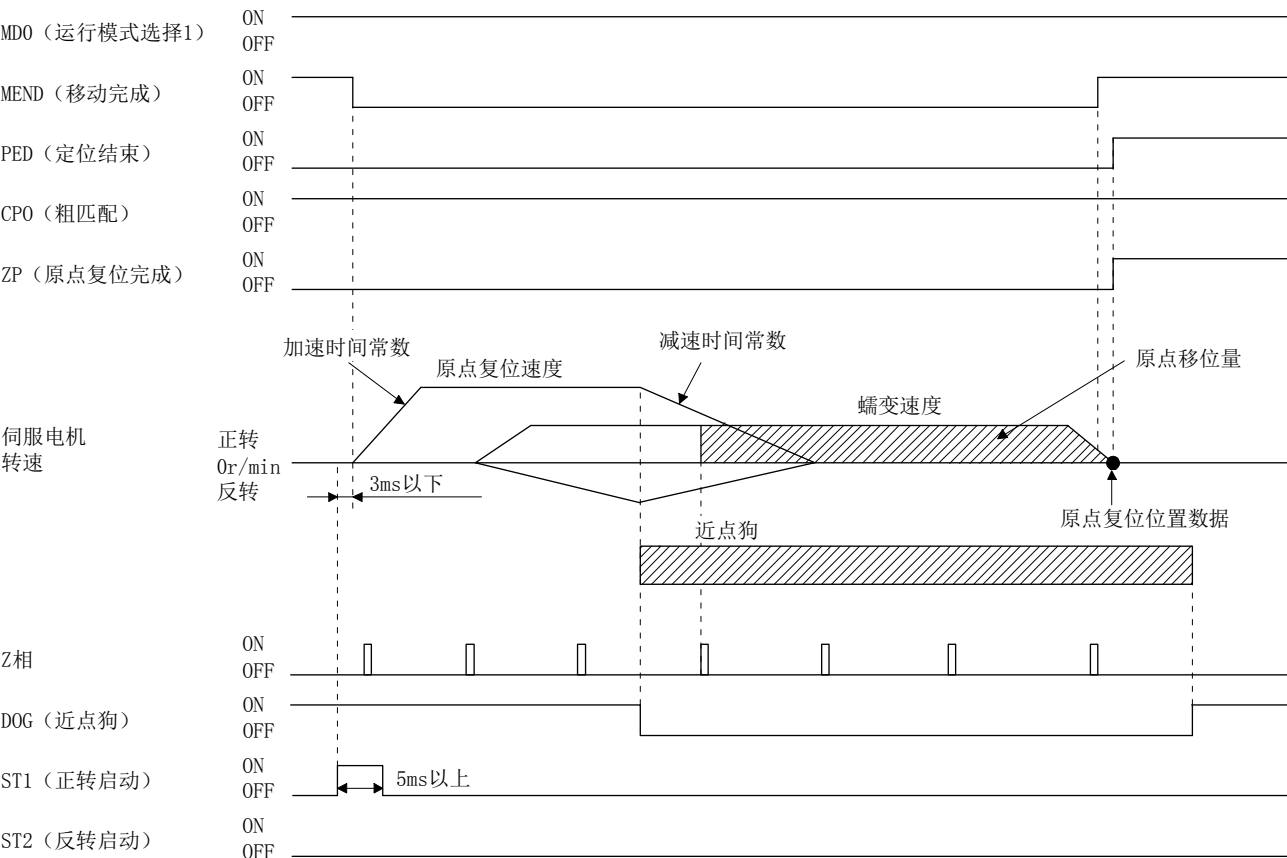 MD0（运行模式选择1）
ON
OFF
MEND（移动完成）
ON
OFF
PED（定位结束）
ON
OFF
CPO（粗匹配）
ON
OFF
ZP（原点复位完成）
ON
OFF
加速时间常数
原点复位速度
减速时间常数
原点移位量
蠕变速度
伺服电机
转速
正转
0r/min
反转
3ms以下
原点复位位置数据
近点狗
Z相
ON
OFF
DOG（近点狗）
ON
OFF
ST1（正转启动）
ON
OFF
5ms以上
ST2（反转启动）
ON
OFF